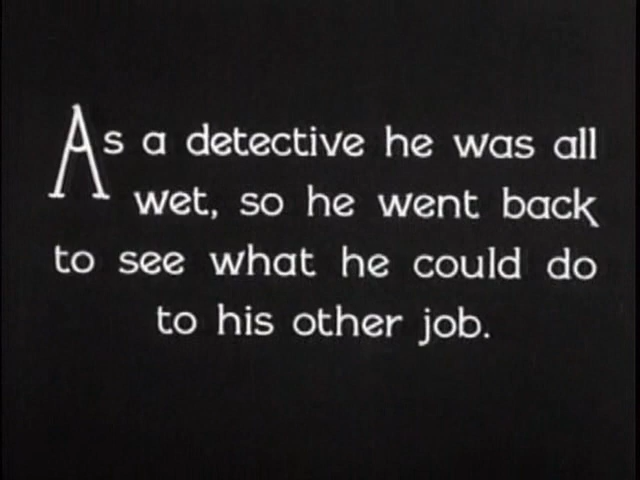 As a detective he was all
wet, so he went back
to see what he could do
to his other job.